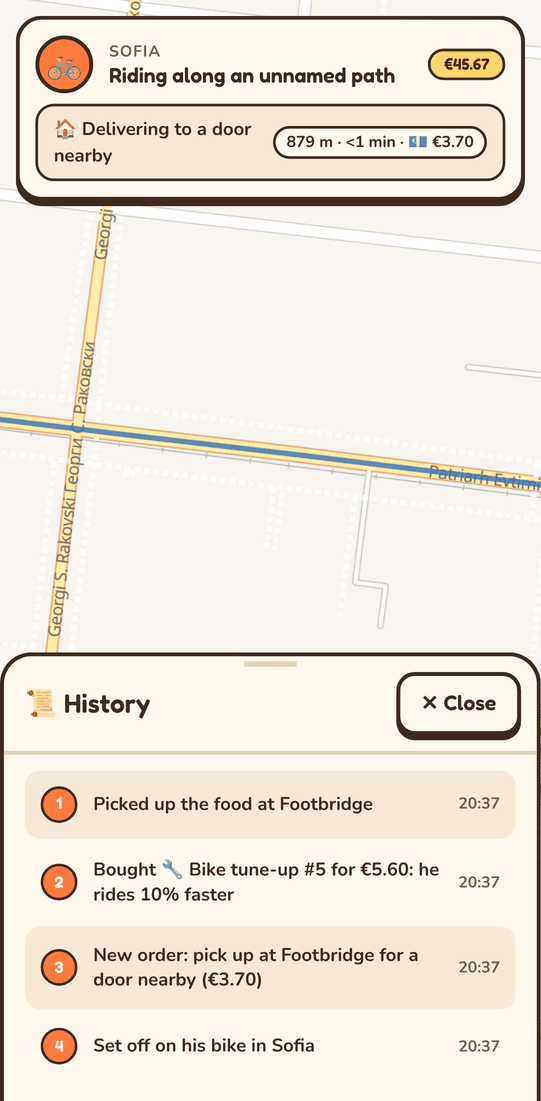 SOFIA
Riding along an unnamed path
€45.67
🏠 Delivering to a door
nearby
879 m · <1 min · 💶 €3.70
Georgi
Georgi S. Rakovski Георги С. Раковски
Patriarh Evtimi
📜 History
✕ Close
1 Picked up the food at Footbridge 20:37
2 Bought 🔧 Bike tune-up #5 for €5.60: he
rides 10% faster
20:37
3 New order: pick up at Footbridge for a
door nearby (€3.70)
20:37
4 Set off on his bike in Sofia 20:37